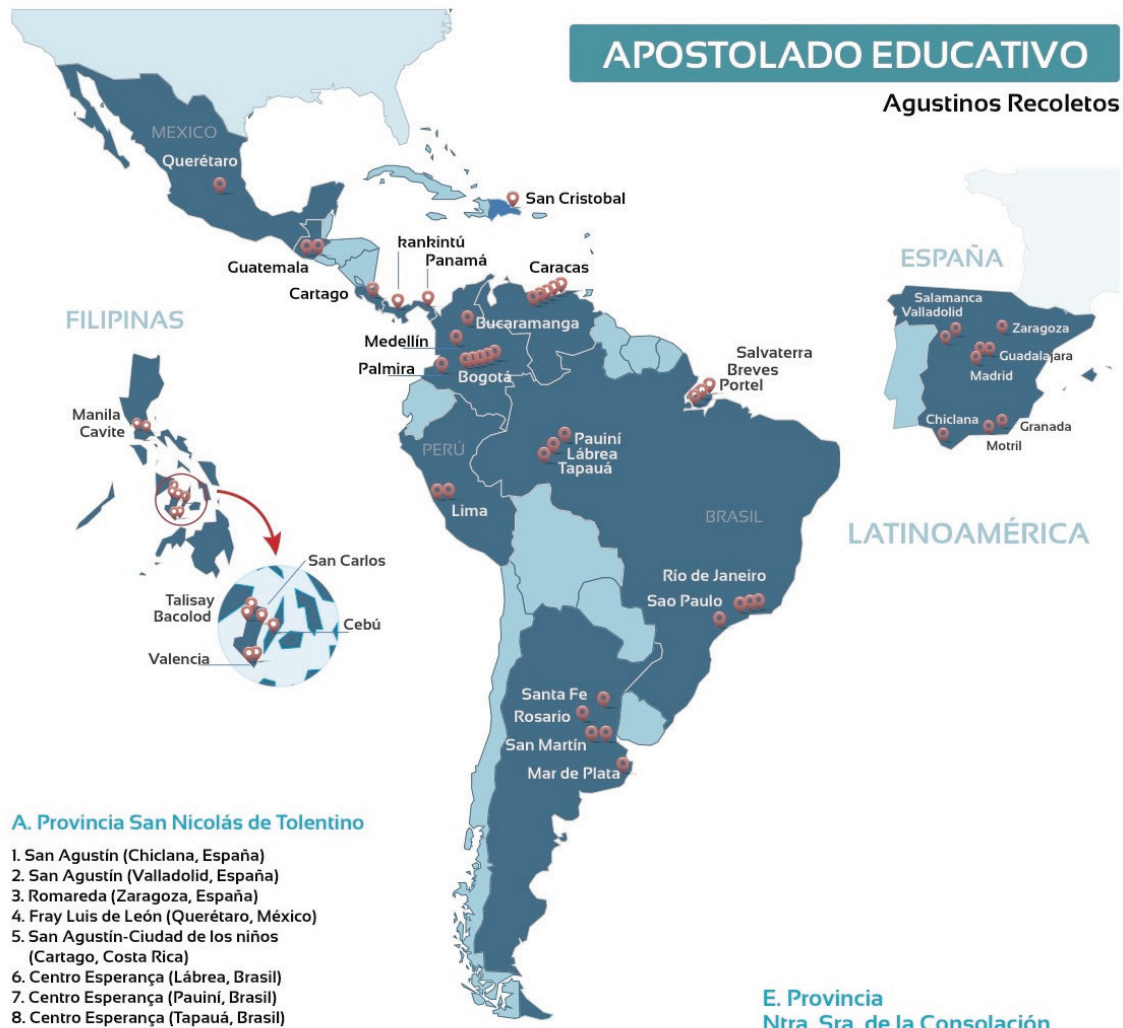 APOSTOLADO EDUCATIVO
Agustinos Recoletos
MEXICO
Querétaro
San Cristobal
Guatemala
kankintú
Panamá
Cartago
Caracas
ESPAÑA
Salamanca
Valladolid
Zaragoza
Guadalajara
Madrid
Chiclana
Granada
Motril
FILIPINAS
Manila
Cavite
San Carlos
Talisay
Bacolod
Cebú
Valencia
Bucaramanga
Medellín
Palmira
Bogotá
Salvaterra
Breves
Portel
PERÚ
Pauiní
Lábrea
Tapauá
Lima
BRASIL
LATINOAMÉRICA
Río de Janeiro
Sao Paulo
Santa Fe
Rosario
San Martín
Mar de Plata
A. Provincia San Nicolás de Tolentino
1. San Agustín (Chiclana, España)
2. San Agustín (Valladolid, España)
3. Romareda (Zaragoza, España)
4. Fray Luis de León (Querétaro, México)
5. San Agustín-Ciudad de los niños
(Cartago, Costa Rica)
6. Centro Esperança (Lábrea, Brasil)
7. Centro Esperança (Pauiní, Brasil)
8. Centro Esperança (Tapauá, Brasil)
E. Provincia
Ntra. Sra. de la Consolación